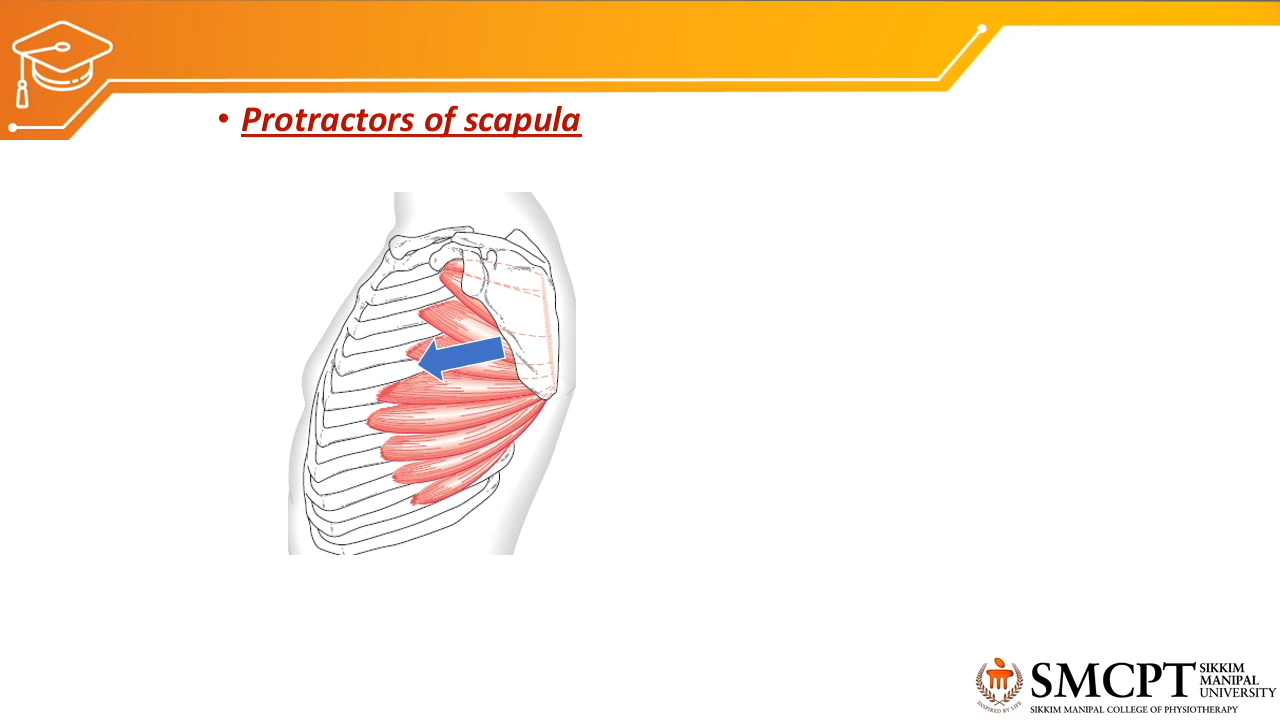 • Protractors of scapula
SMCPT
SIKKIM
MANIPAL
UNIVERSITY
INSPIRED BY LIFE
SIKKIM MANIPAL COLLEGE OF PHYSIOTHERAPY